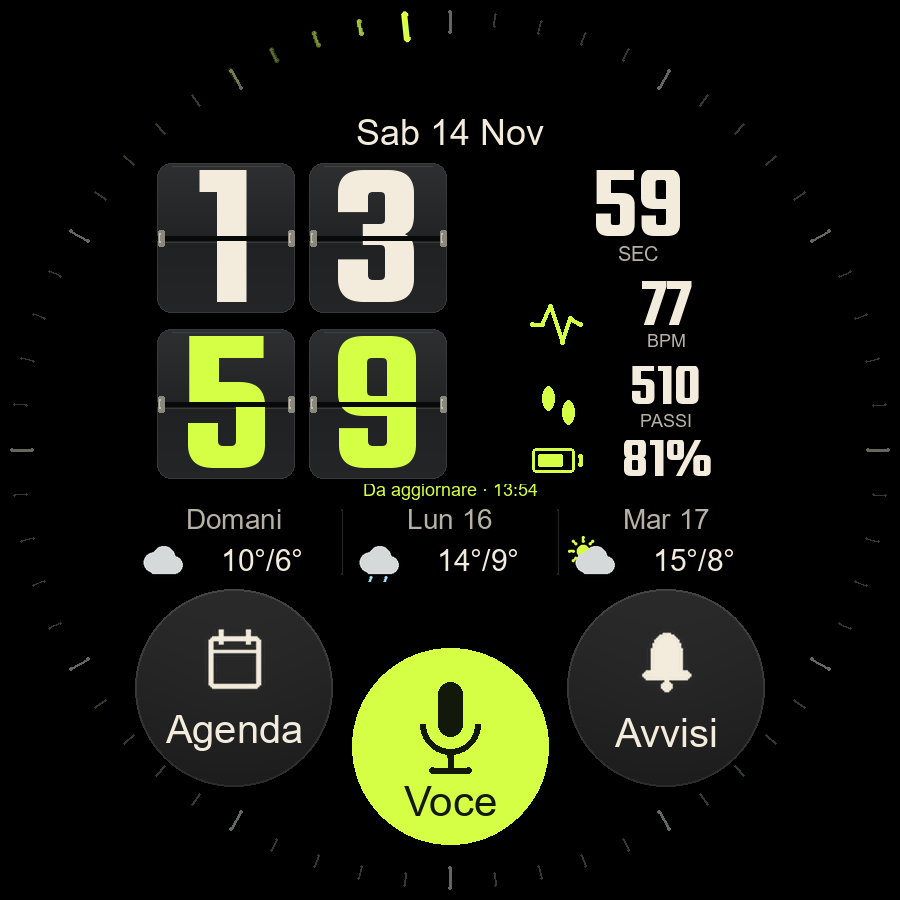 Sab 14 Nov
13
59
59
SEC
77
BPM
510
PASSI
81%
Da aggiornare · 13:54
Domani
10°/6°
Lun 16
14°/9°
Mar 17
15°/8°
Agenda
Voce
Avvisi